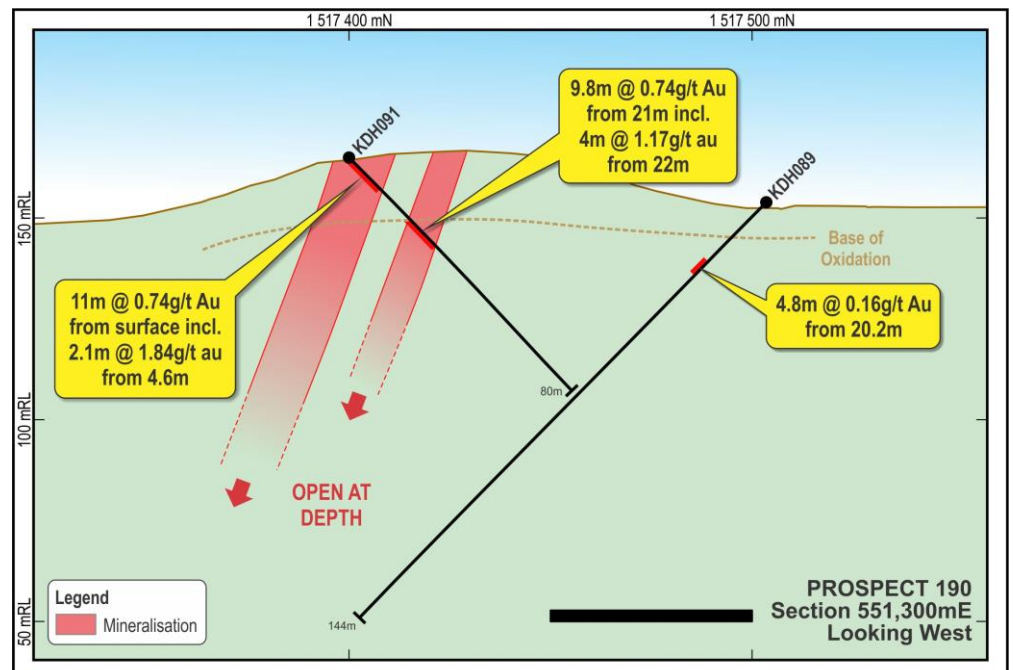 1 517 400 mN
1 517 500 mN
KDH091
9.8m @ 0.74g/t Au
from 21m incl.
4m @ 1.17g/t au
from 22m
KDH089
150 mRL
Base of
Oxidation
11m @ 0.74g/t Au
from surface incl.
2.1m @ 1.84g/t au
from 4.6m
4.8m @ 0.16g/t Au
from 20.2m
80m
100 mRL
OPEN AT
DEPTH
Legend
Mineralisation
50 mRL
144m
PROSPECT 190
Section 551,300mE
Looking West